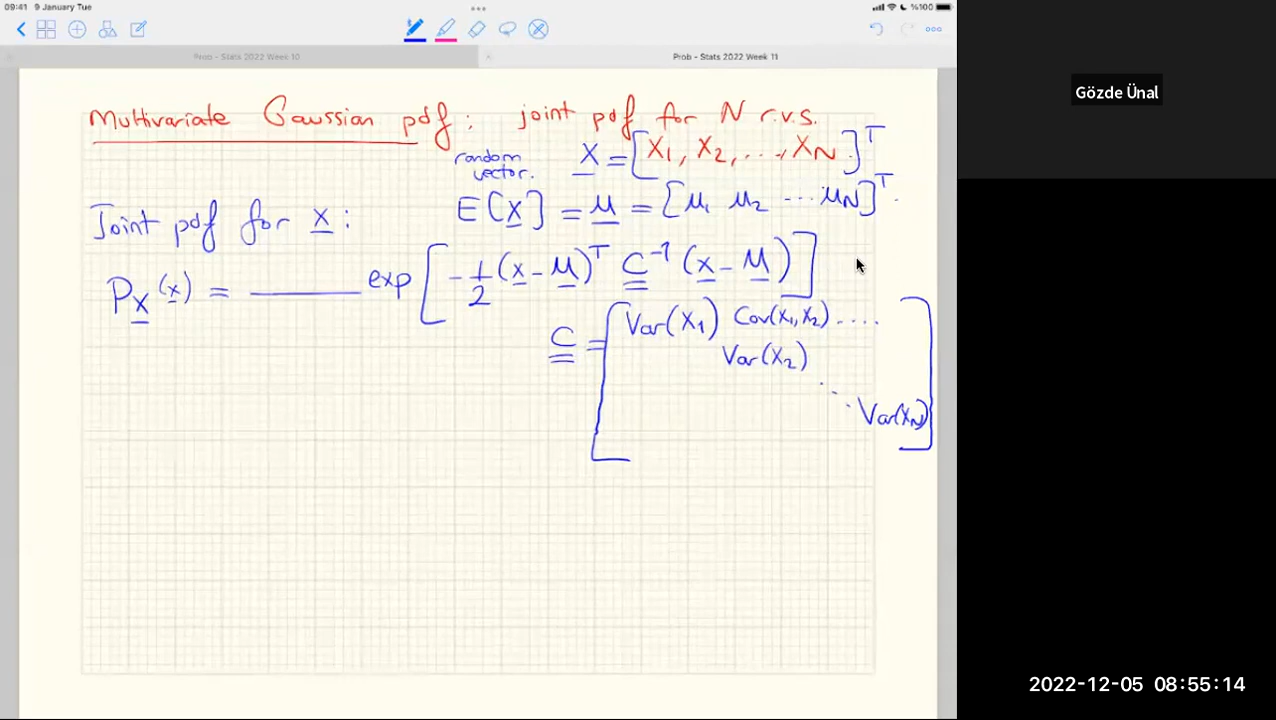 09:41 9 January Tue
%100
Prob - Stats 2022 Week 10
Prob - Stats 2022 Week 11
Gözde Ünal
Multivariate Gaussian pdf: joint pdf for N r.v.s.
random vector. X = [X1, X2, ..., XN]^T
E[X] = μ = [μ1 μ2 ... μN]^T.
Joint pdf for X:
Px(x) = ______ exp[-1/2 (x - μ)^T C^-1 (x - μ)]
C = [Var(X1) Cov(X1,X2) ....
Var(X2)
... Var(XN)]
2022-12-05 08:55:14